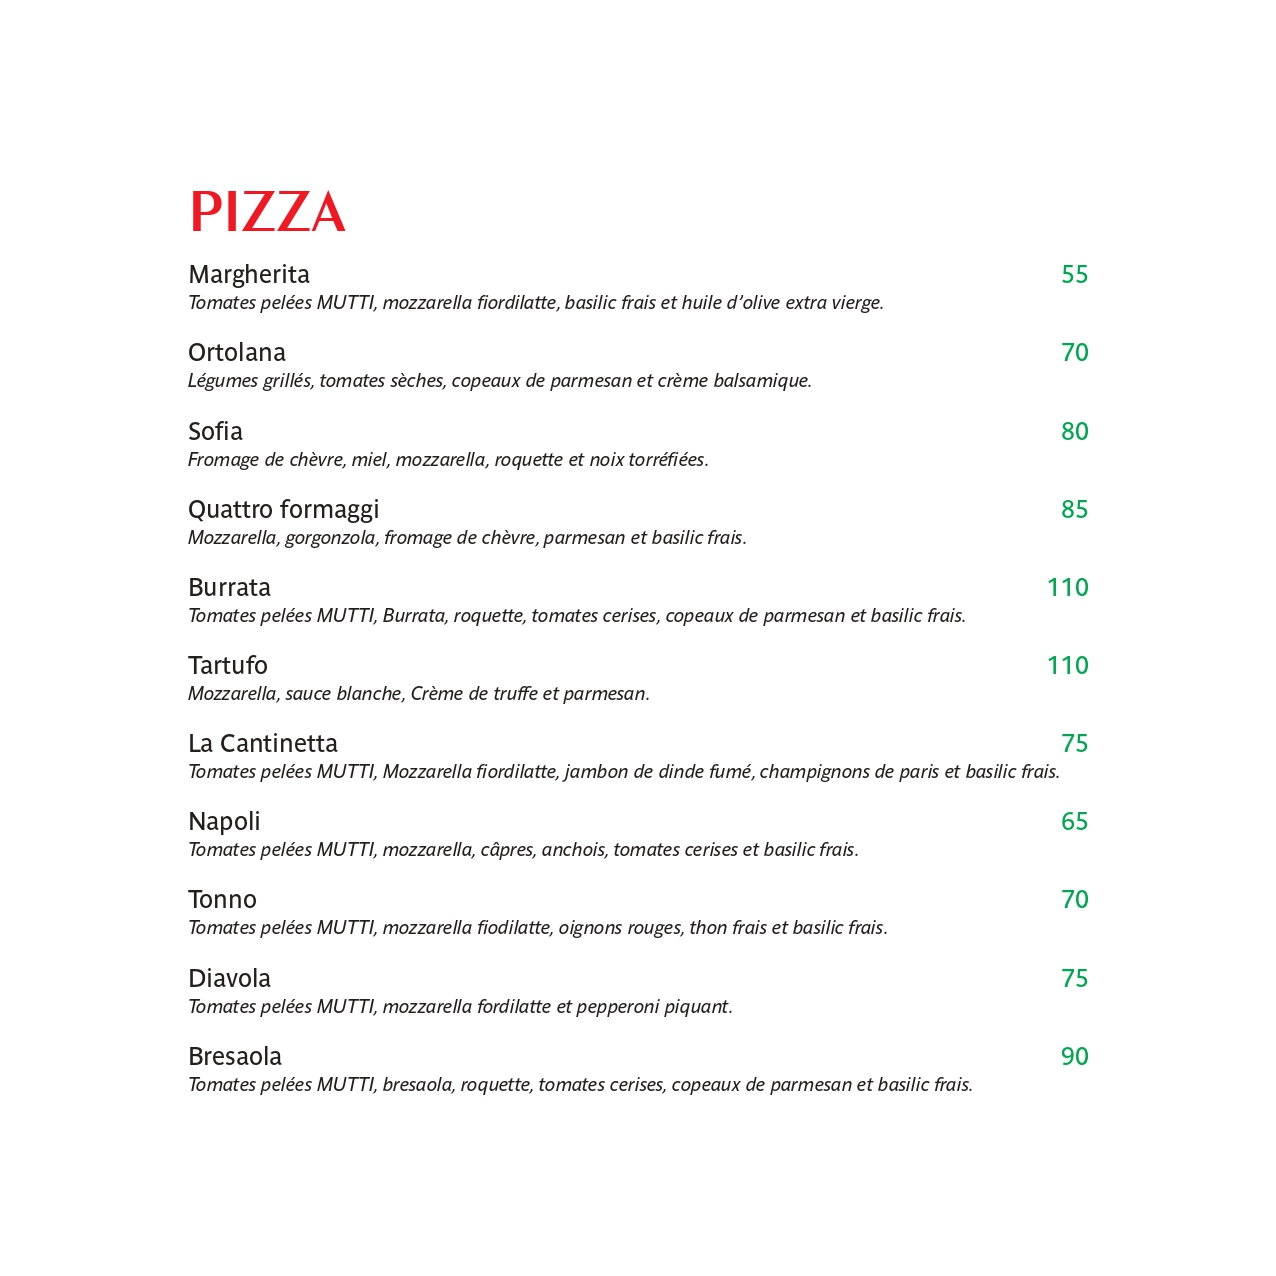 PIZZA
Margherita 55
Tomates pelées MUTTI, mozzarella fiordilatte, basilic frais et huile d’olive extra vierge.
Ortolana 70
Légumes grillés, tomates sèches, copeaux de parmesan et crème balsamique.
Sofia 80
Fromage de chèvre, miel, mozzarella, roquette et noix torréfiées.
Quattro formaggi 85
Mozzarella, gorgonzola, fromage de chèvre, parmesan et basilic frais.
Burrata 110
Tomates pelées MUTTI, Burrata, roquette, tomates cerises, copeaux de parmesan et basilic frais.
Tartufo 110
Mozzarella, sauce blanche, Crème de truffe et parmesan.
La Cantinetta 75
Tomates pelées MUTTI, Mozzarella fiordilatte, jambon de dinde fumé, champignons de paris et basilic frais.
Napoli 65
Tomates pelées MUTTI, mozzarella, câpres, anchois, tomates cerises et basilic frais.
Tonno 70
Tomates pelées MUTTI, mozzarella fiodilatte, oignons rouges, thon frais et basilic frais.
Diavola 75
Tomates pelées MUTTI, mozzarella fordilatte et pepperoni piquant.
Bresaola 90
Tomates pelées MUTTI, bresaola, roquette, tomates cerises, copeaux de parmesan et basilic frais.